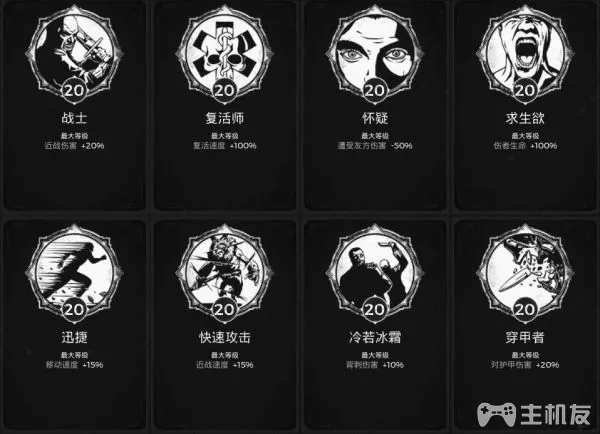 20
战士
最大等级
近战伤害 +20%
20
复活师
最大等级
复活速度 +100%
20
怀疑
最大等级
遭受友方伤害 -50%
20
求生欲
最大等级
伤者生命 +100%
20
迅捷
最大等级
移动速度 +15%
20
快速攻击
最大等级
近战速度 +15%
20
冷若冰霜
最大等级
背刺伤害 +10%
20
穿甲者
最大等级
对护甲伤害 +20%
主机友